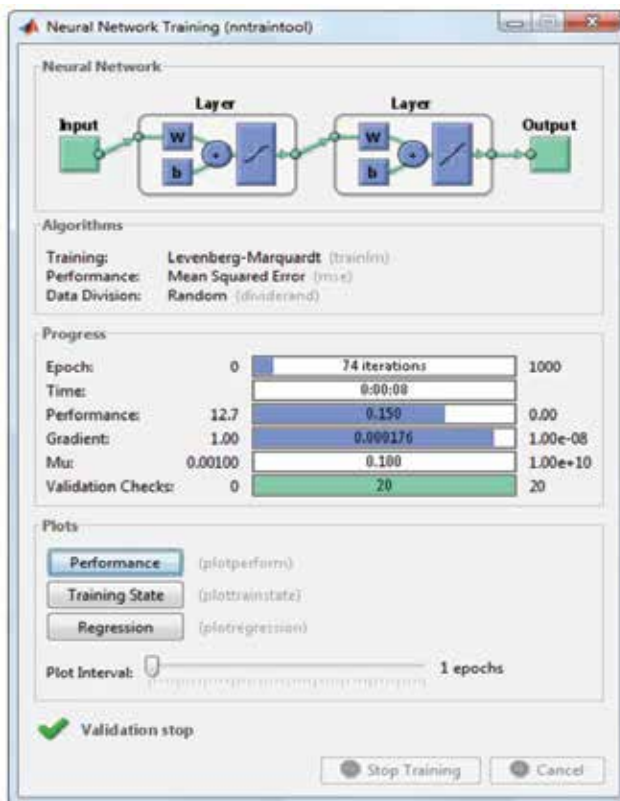 Neural Network Training (nntraintool)
Neural Network
Layer Layer
Input Output
W W
b b
+ +
Algorithms
Training: Levenberg-Marquardt (trainlm)
Performance: Mean Squared Error (mse)
Data Division: Random (dividerand)
Progress
Epoch: 0 74 iterations 1000
Time: 0:00:08
Performance: 12.7 0.150 0.00
Gradient: 1.00 0.000176 1.00e-08
Mu: 0.00100 0.100 1.00e+10
Validation Checks: 0 20 20
Plots
Performance (plotperform)
Training State (plottrainstate)
Regression (plotregression)
Plot Interval: 1 epochs
Validation stop
Stop Training Cancel